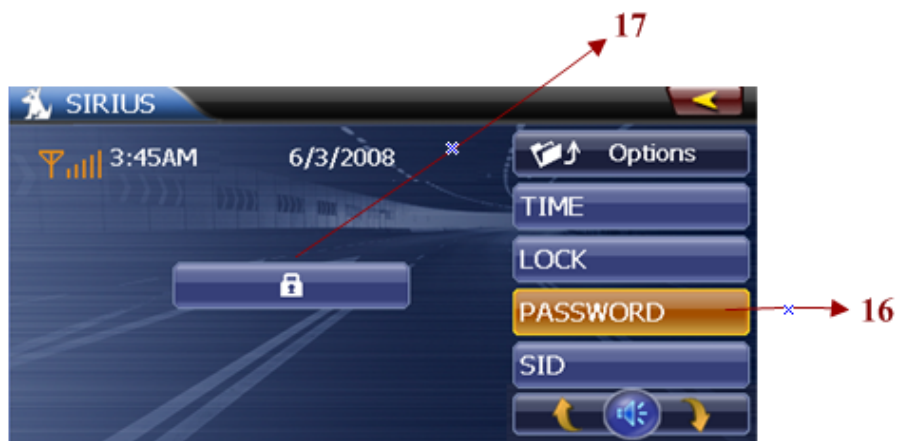 17
SIRIUS
3:45AM 6/3/2008
Options
TIME
LOCK
PASSWORD
16
SID